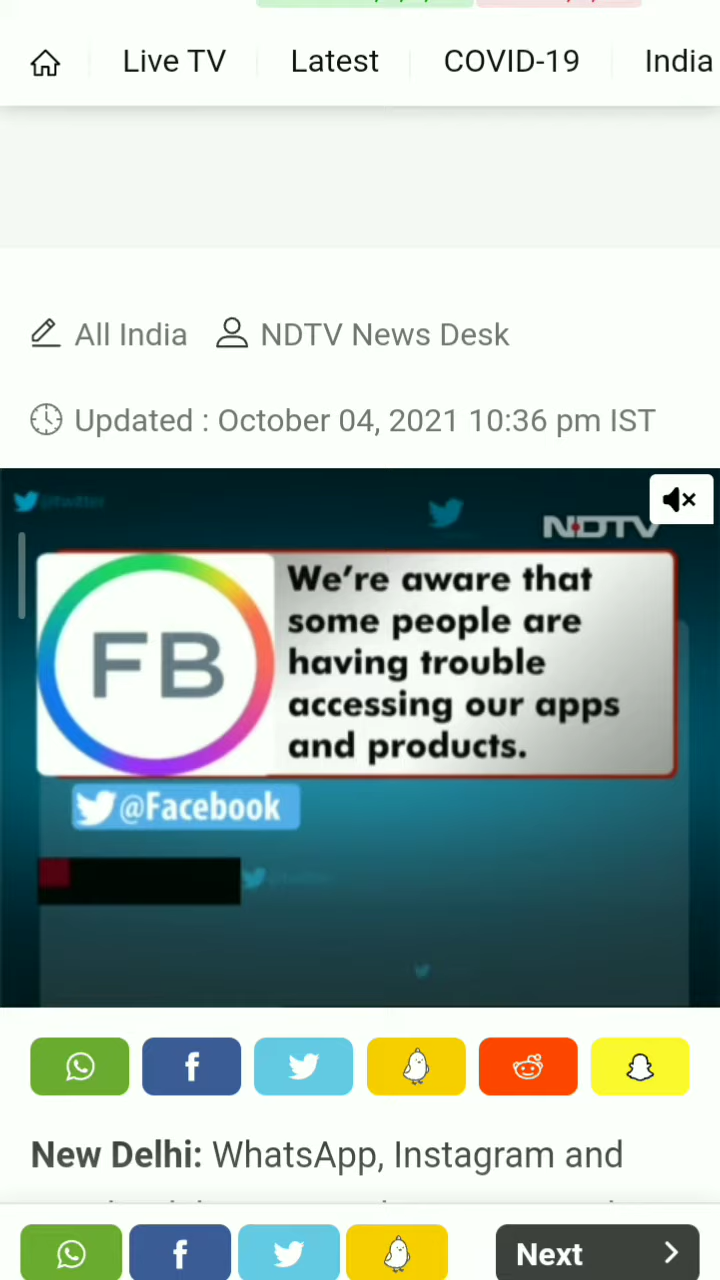 Live TV Latest COVID-19 India
All India NDTV News Desk
Updated : October 04, 2021 10:36 pm IST
NDTV
FB
We're aware that
some people are
having trouble
accessing our apps
and products.
@Facebook
New Delhi: WhatsApp, Instagram and
Next